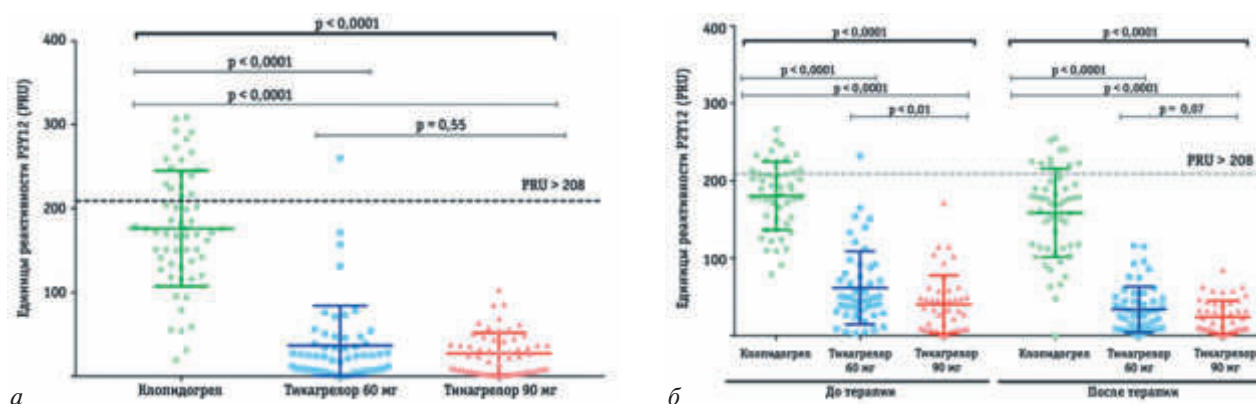 p < 0,0001
400
p < 0,0001
p < 0,0001
300
p = 0,55
PRU > 208
200
100
Единицы реактивности P2Y12 (PRU)
Клопидогрел
Тикагрелор 60 мг
Тикагрелор 90 мг
а
p < 0,0001
p < 0,0001
400
p < 0,0001
p < 0,0001
p < 0,0001
p < 0,0001
300
p < 0,01
p = 0,07
PRU > 208
200
100
Единицы реактивности P2Y12 (PRU)
Клопидогрел
Тикагрелор
60 мг
Тикагрелор
90 мг
Клопидогрел
Тикагрелор
60 мг
Тикагрелор
90 мг
До терапии
После терапии
б